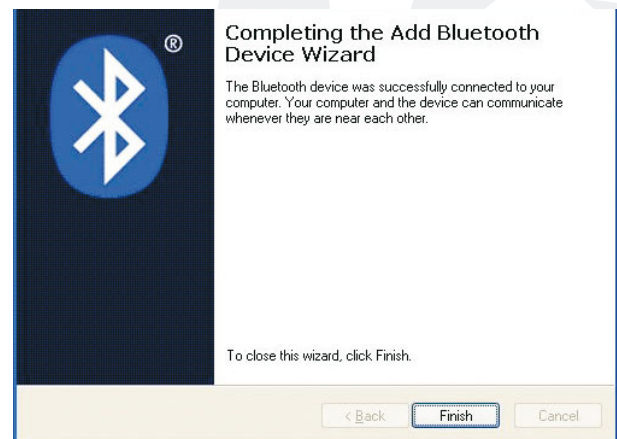 ®
Completing the Add Bluetooth
Device Wizard
The Bluetooth device was successfully connected to your
computer. Your computer and the device can communicate
whenever they are near each other.
To close this wizard, click Finish.
< Back
Finish
Cancel